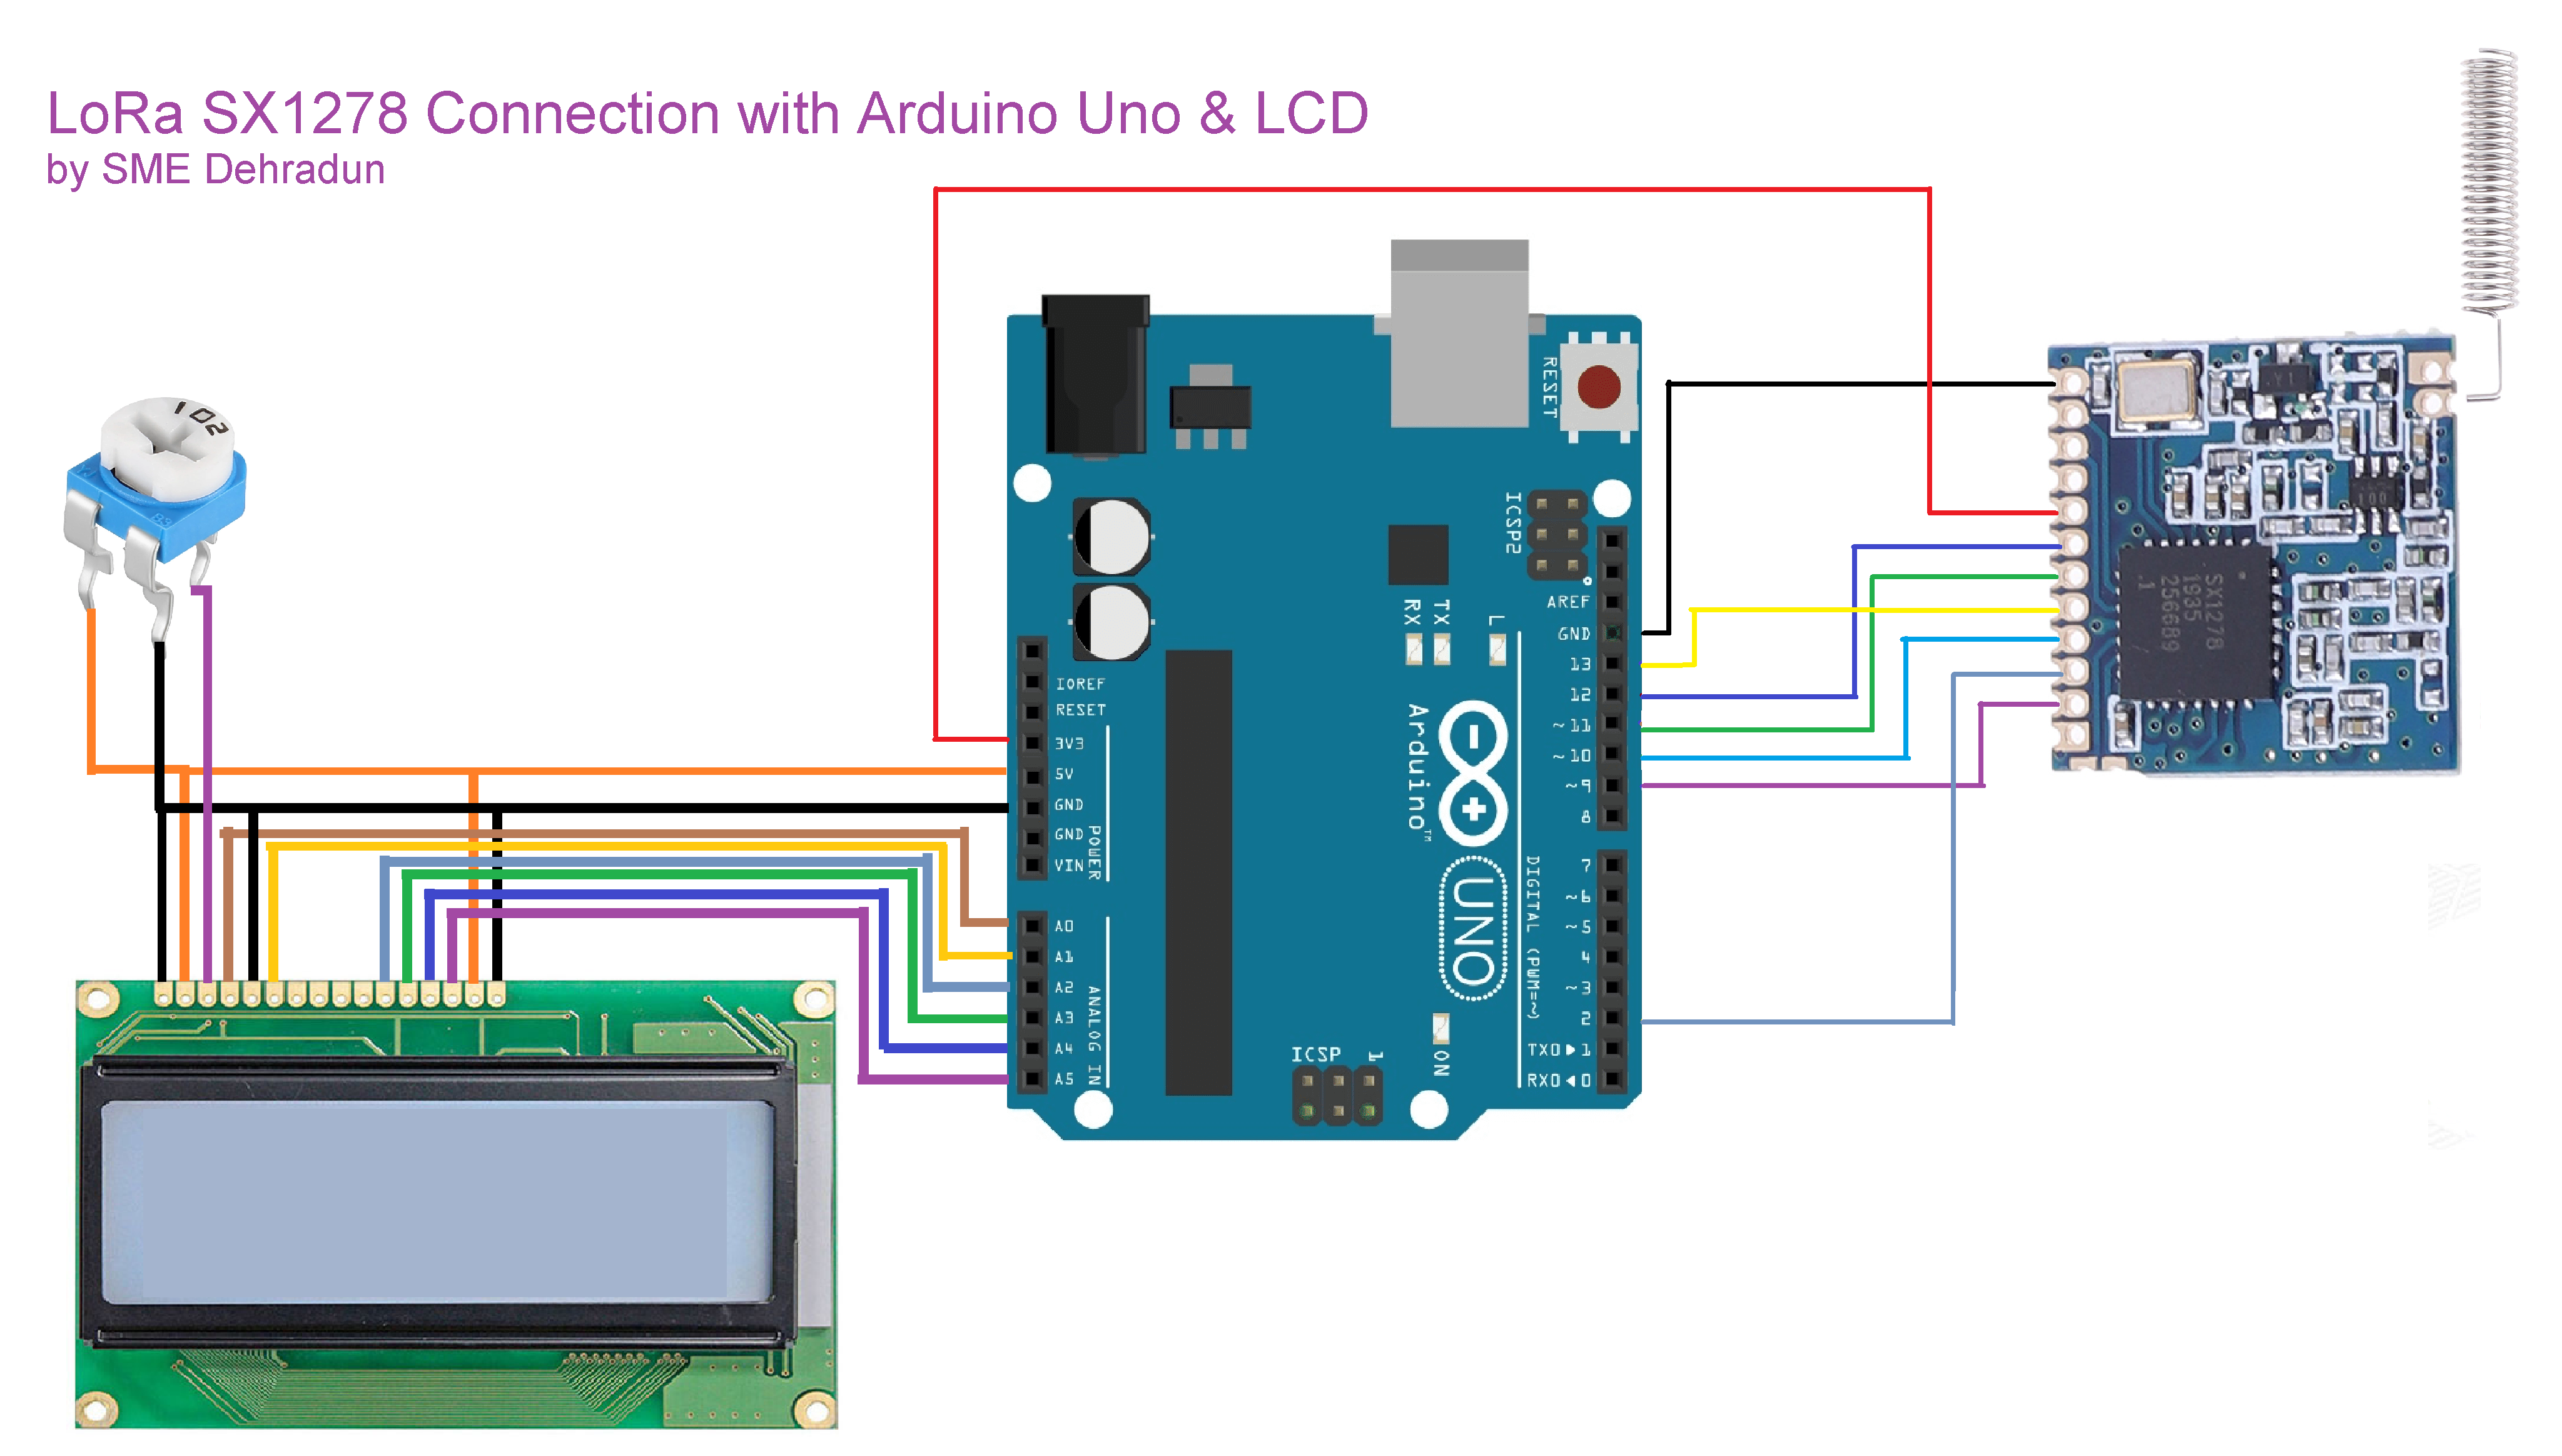 LoRa SX1278 Connection with Arduino Uno & LCD
by SME Dehradun
102
RESET
ICSP2
AREF
GND
13
12
~11
~10
~9
8
RX
TX
L
IOREF
RESET
3V3
5V
GND
GND
VIN
POWER
Arduino™
UNO
7
~6
~5
4
~3
2
TX0▶1
RX0◀0
DIGITAL (PWM=~)
A0
A1
A2
A3
A4
A5
ANALOG IN
ICSP
1
ON
SX1278
1935
256689
.1
100